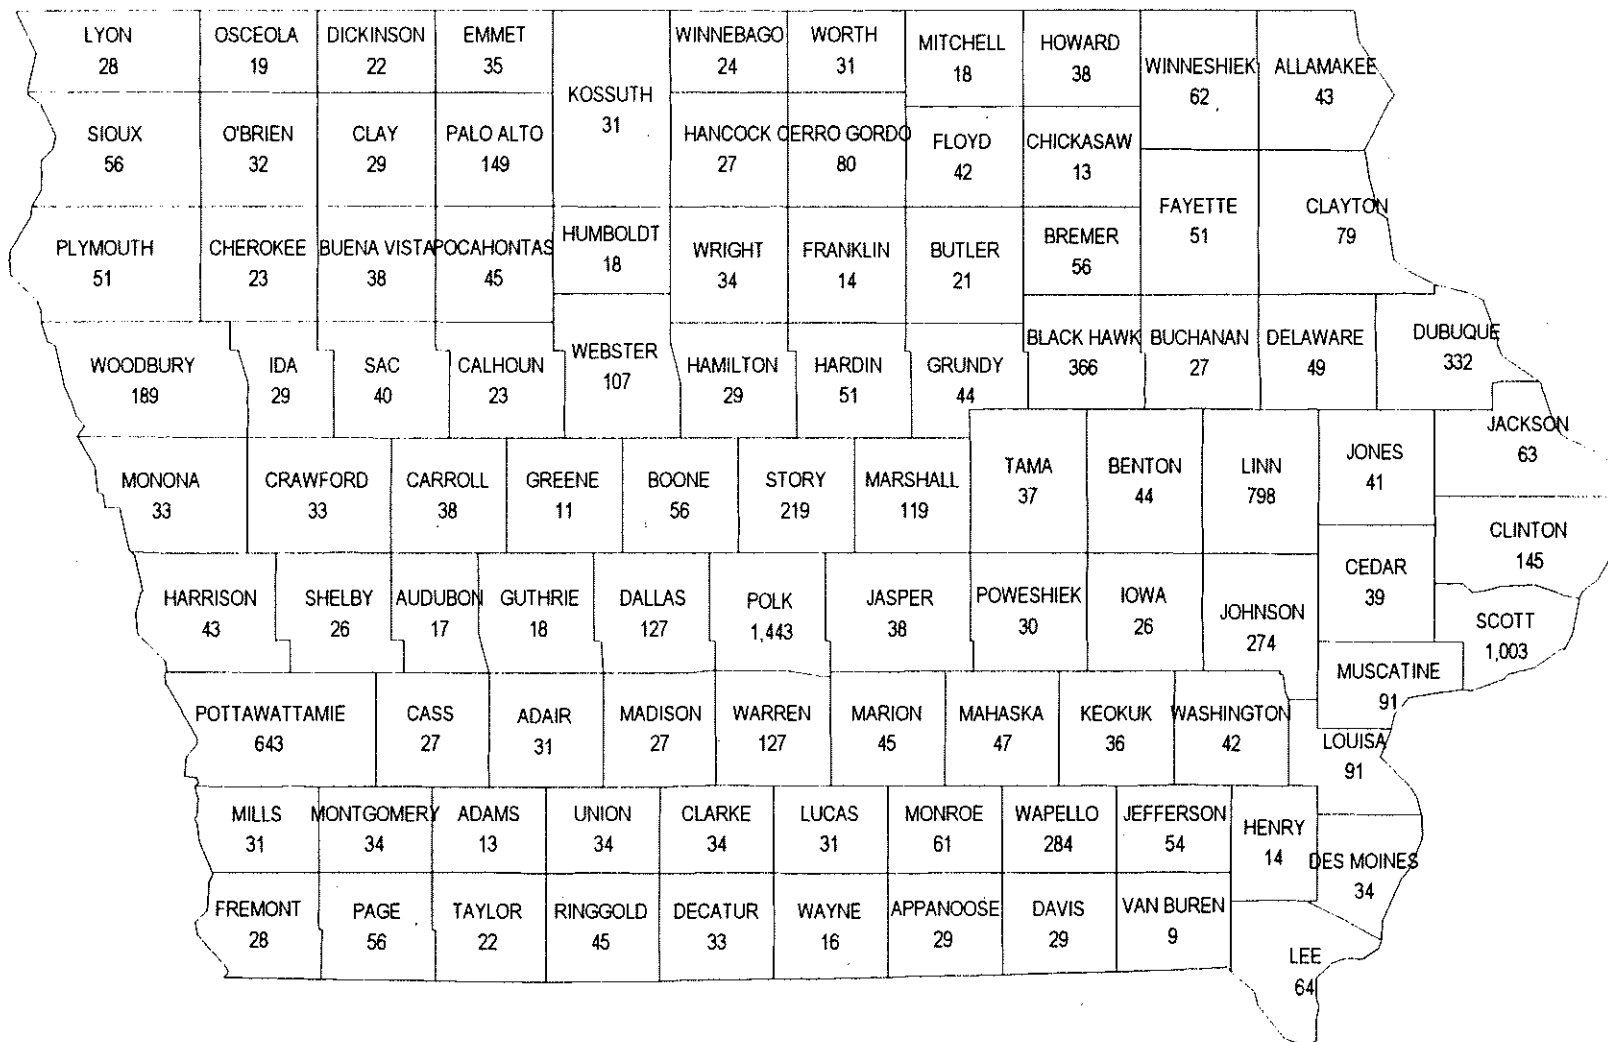 LYON
28
OSCEOLA
19
DICKINSON
22
EMMET
35
KOSSUTH
31
WINNEBAGO
24
WORTH
31
MITCHELL
18
HOWARD
38
WINNESHIEK
62
ALLAMAKEE
43
SIOUX
56
O'BRIEN
32
CLAY
29
PALO ALTO
149
HANCOCK
27
CERRO GORDO
80
FLOYD
42
CHICKASAW
13
FAYETTE
51
CLAYTON
79
PLYMOUTH
51
CHEROKEE
23
BUENA VISTA
38
POCAHONTAS
45
HUMBOLDT
18
WRIGHT
34
FRANKLIN
14
BUTLER
21
BREMER
56
WOODBURY
189
IDA
29
SAC
40
CALHOUN
23
WEBSTER
107
HAMILTON
29
HARDIN
51
GRUNDY
44
BLACK HAWK
366
BUCHANAN
27
DELAWARE
49
DUBUQUE
332
MONONA
33
CRAWFORD
33
CARROLL
38
GREENE
11
BOONE
56
STORY
219
MARSHALL
119
TAMA
37
BENTON
44
LINN
798
JONES
41
JACKSON
63
CLINTON
145
HARRISON
43
SHELBY
26
AUDUBON
17
GUTHRIE
18
DALLAS
127
POLK
1,443
JASPER
38
POWESHIEK
30
IOWA
26
JOHNSON
274
CEDAR
39
SCOTT
1,003
MUSCATINE
91
POTTAWATTAMIE
643
CASS
27
ADAIR
31
MADISON
27
WARREN
127
MARION
45
MAHASKA
47
KEOKUK
36
WASHINGTON
42
LOUISA
91
MILLS
31
MONTGOMERY
34
ADAMS
13
UNION
34
CLARKE
34
LUCAS
31
MONROE
61
WAPELLO
284
JEFFERSON
54
HENRY
14
DES MOINES
34
FREMONT
28
PAGE
56
TAYLOR
22
RINGGOLD
45
DECATUR
33
WAYNE
16
APPANOOSE
29
DAVIS
29
VAN BUREN
9
LEE
64